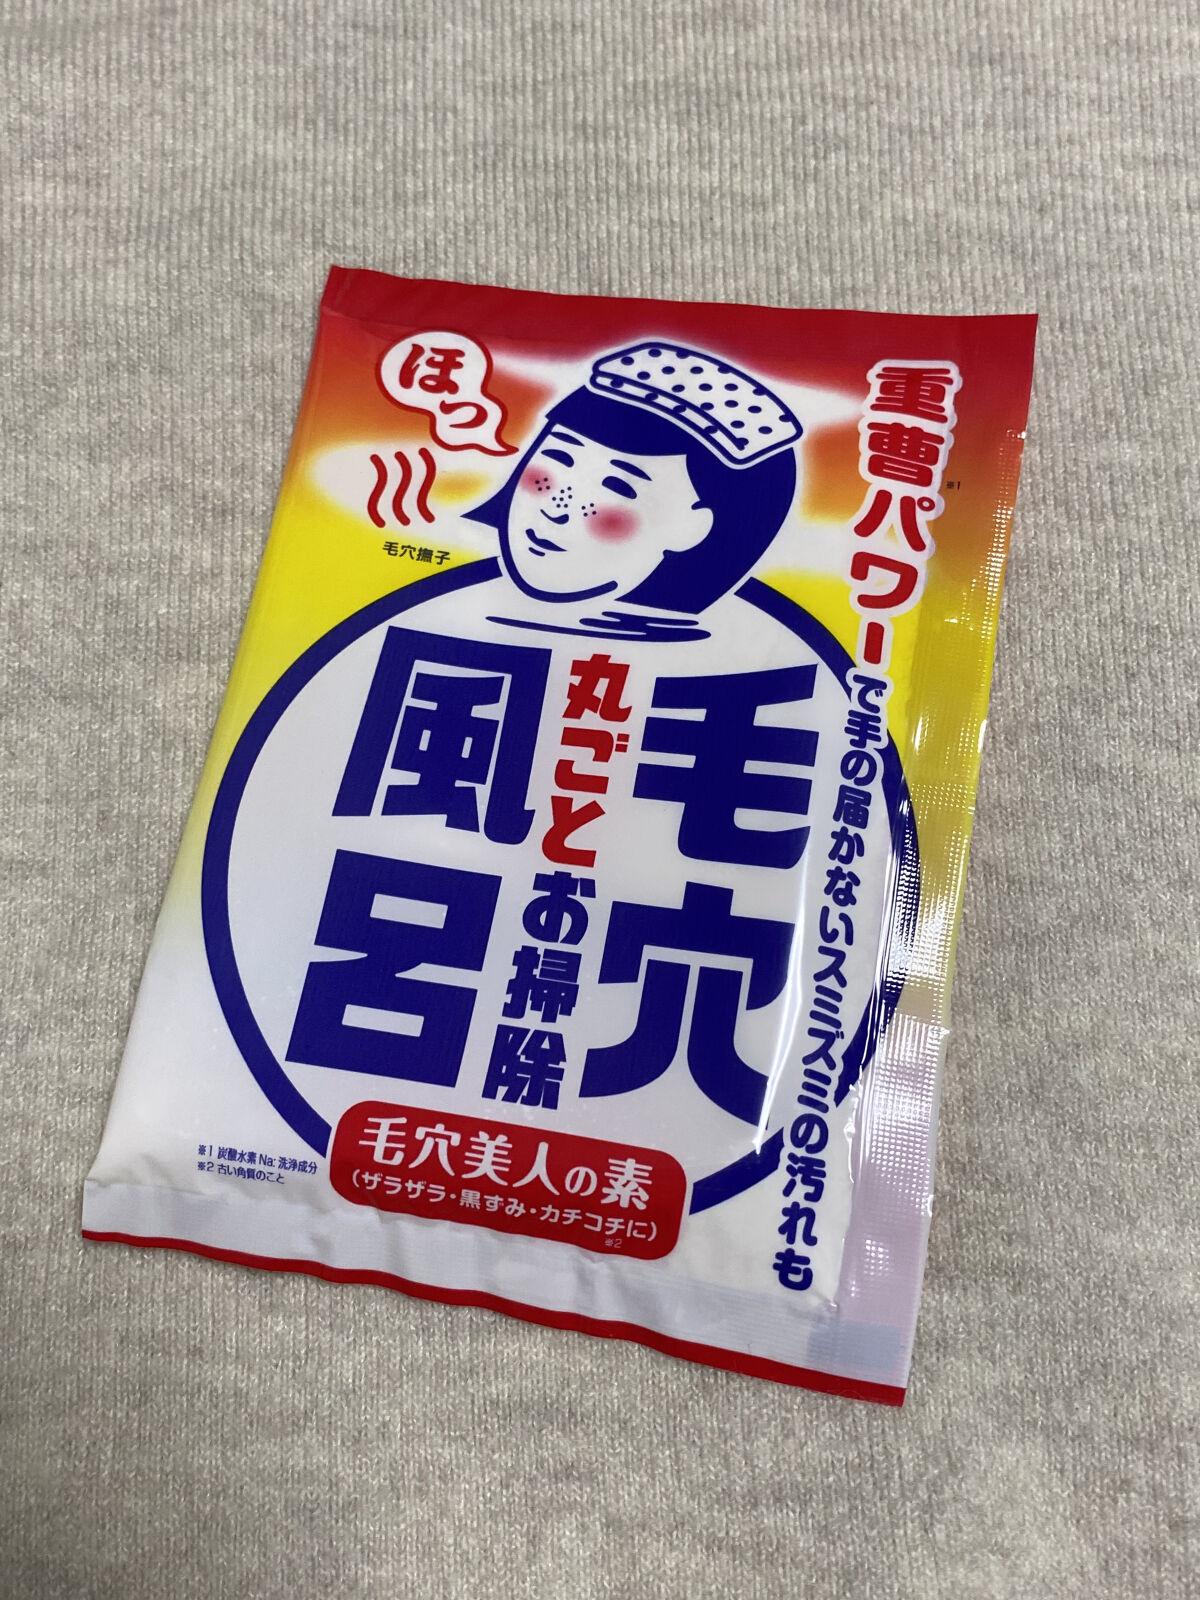 ほっ
毛穴撫子
重曹パワーで手の届かないスミズミの汚れも
※1
毛穴
丸ごとお掃除
風呂
毛穴美人の素
(ザラザラ・黒ずみ・カチコチに)
※2
※1 炭酸水素Na:洗浄成分
※2 古い角質のこと